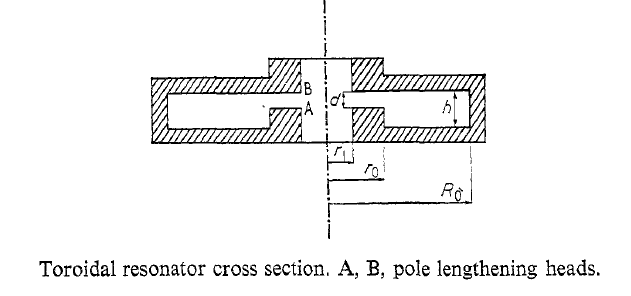 B
A
d
h
r₁
r₀
R₀
Toroidal resonator cross section. A, B, pole lengthening heads.